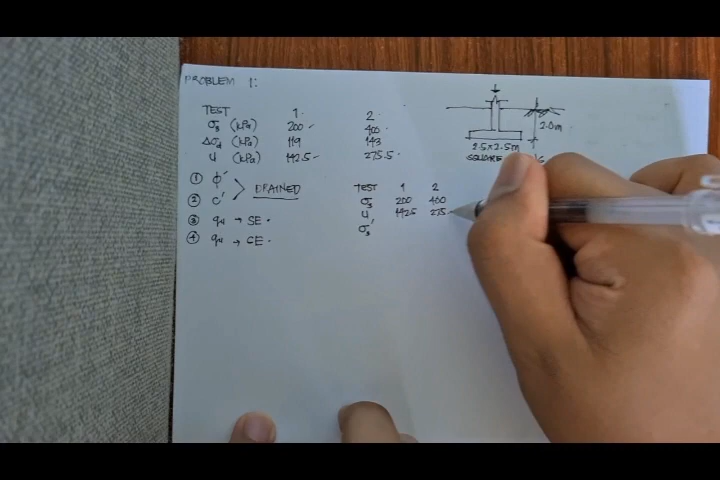 PROBLEM 1:
TEST 1 2
σ₃ (kPa) 200 400
Δσd (kPa) 119 143
u (kPa) 142.5 275.5
① φ'
② c' DRAINED
③ qu → SE
④ qu → CE
2.0m
2.5 x 2.5m
SQUARE
TEST 1 2
σ₃ 200 400
u 142.5 275.
σ₃'